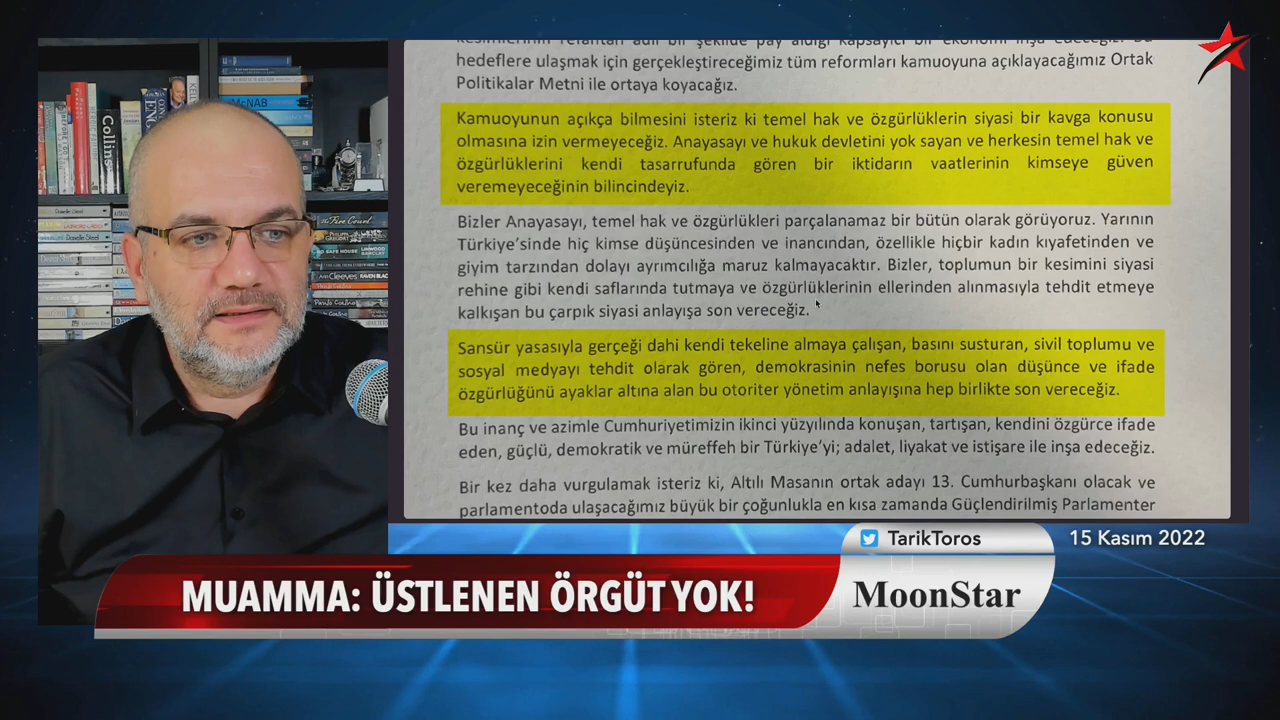 hedeflere ulaşmak için gerçekleştireceğimiz tüm reformları kamuoyuna açıklayacağımız Ortak
Politikalar Metni ile ortaya koyacağız.
Kamuoyunun açıkça bilmesini isteriz ki temel hak ve özgürlüklerin siyasi bir kavga konusu
olmasına izin vermeyeceğiz. Anayasayı ve hukuk devletini yok sayan ve herkesin temel hak ve
özgürlüklerini kendi tasarrufunda gören bir iktidarın vaatlerinin kimseye güven
veremeyeceğinin bilincindeyiz.
Bizler Anayasayı, temel hak ve özgürlükleri parçalanamaz bir bütün olarak görüyoruz. Yarının
Türkiye’sinde hiç kimse düşüncesinden ve inancından, özellikle hiçbir kadın kıyafetinden ve
giyim tarzından dolayı ayrımcılığa maruz kalmayacaktır. Bizler, toplumun bir kesimini siyasi
rehine gibi kendi saflarında tutmaya ve özgürlüklerinin ellerinden alınmasıyla tehdit etmeye
kalkışan bu çarpık siyasi anlayışa son vereceğiz.
Sansür yasasıyla gerçeği dahi kendi tekeline almaya çalışan, basını susturan, sivil toplumu ve
sosyal medyayı tehdit olarak gören, demokrasinin nefes borusu olan düşünce ve ifade
özgürlüğünü ayaklar altına alan bu otoriter yönetim anlayışına hep birlikte son vereceğiz.
Bu inanç ve azimle Cumhuriyetimizin ikinci yüzyılında konuşan, tartışan, kendini özgürce ifade
eden, güçlü, demokratik ve müreffeh bir Türkiye’yi; adalet, liyakat ve istişare ile inşa edeceğiz.
Bir kez daha vurgulamak isteriz ki, Altılı Masanın ortak adayı 13. Cumhurbaşkanı olacak ve
parlamentoda ulaşacağımız büyük bir çoğunlukla en kısa zamanda Güçlendirilmiş Parlamenter
TarikToros
15 Kasım 2022
MUAMMA: ÜSTLENEN ÖRGÜT YOK!
MoonStar
Collins
McNAB